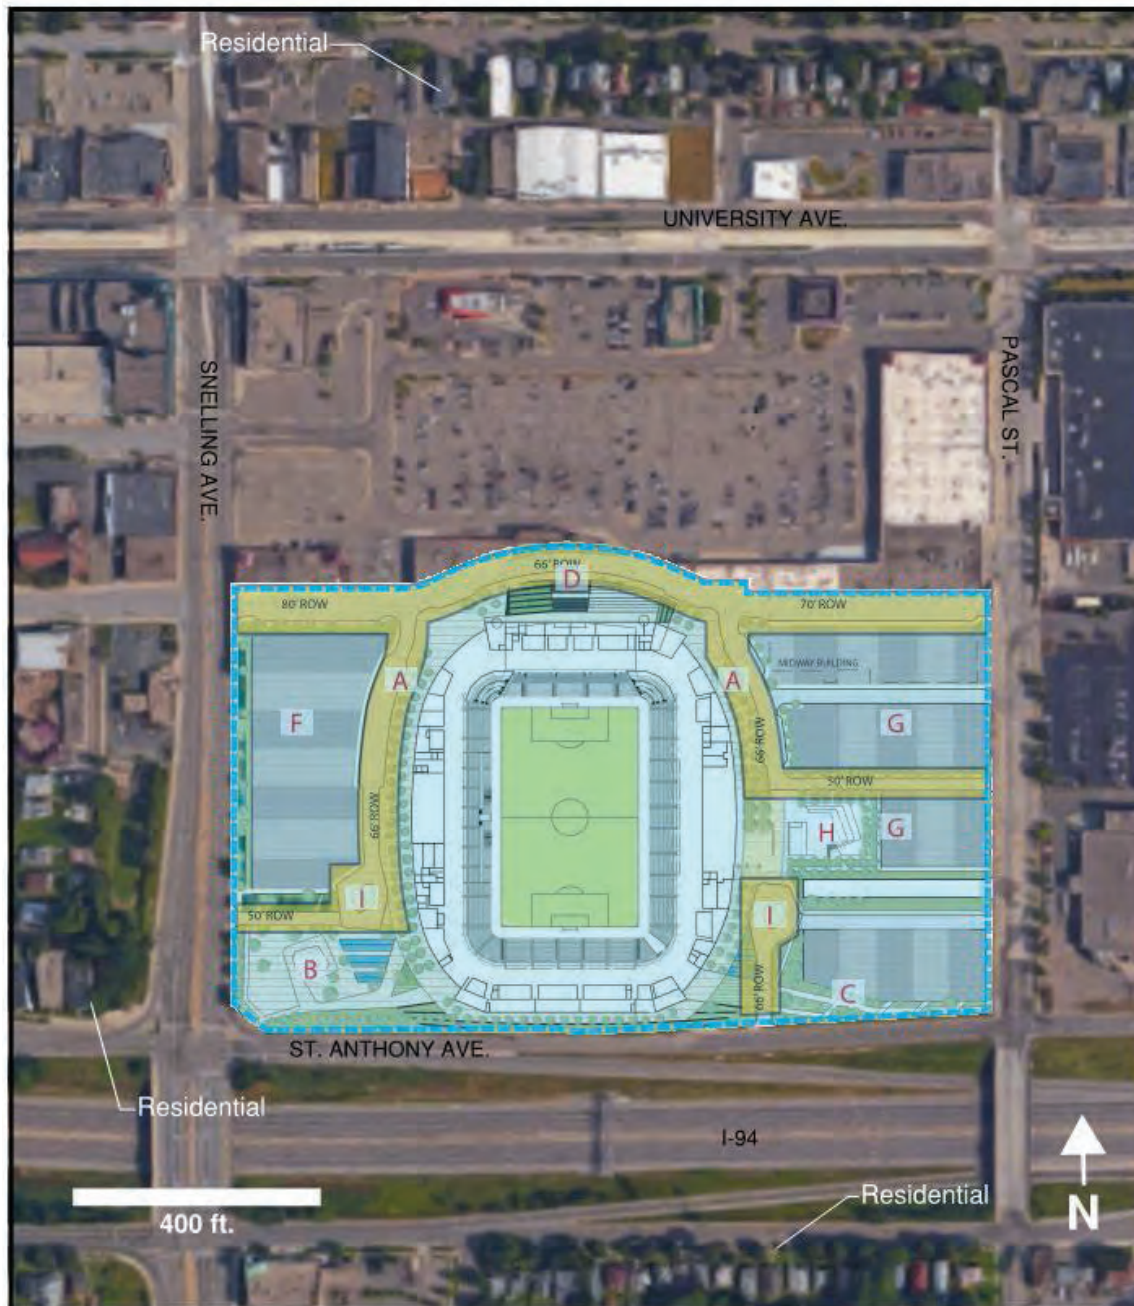 Residential
UNIVERSITY AVE.
SNELLING AVE.
PASCAL ST.
66' ROW
D
80' ROW
70' ROW
A
A
MIDWAY BUILDING
F
G
66' ROW
50' ROW
66' ROW
H
G
I
I
50' ROW
B
C
66' ROW
ST. ANTHONY AVE.
Residential
I-94
Residential
400 ft.
N